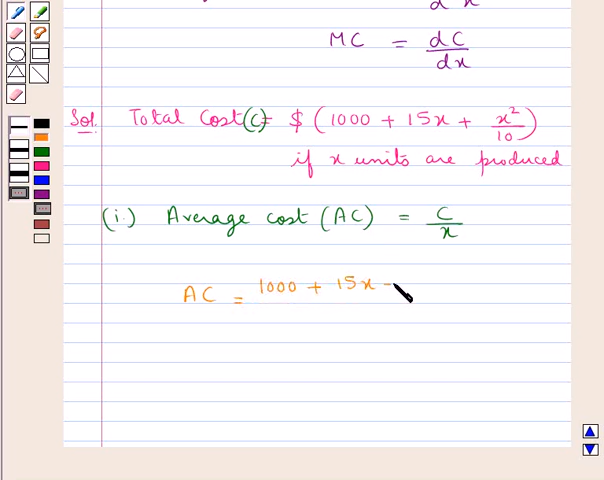 dx
MC = dC/dx
Sol. Total Cost(C)= $ (1000 + 15x + x²/10)
if x units are produced
(i.) Average cost (AC) = C/x
AC = 1000 + 15x -